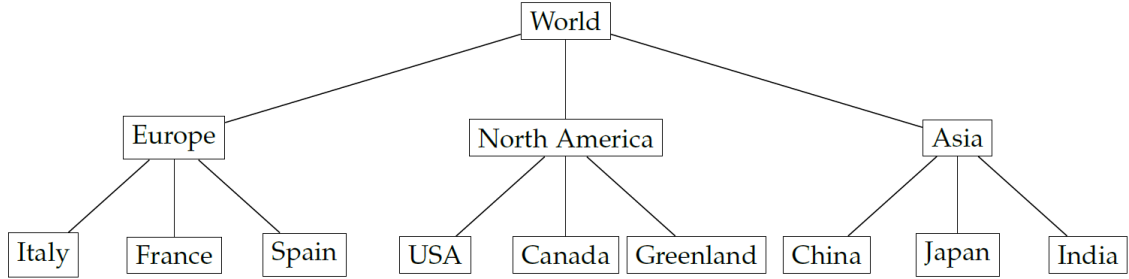 World
Europe
North America
Asia
Italy
France
Spain
USA
Canada
Greenland
China
Japan
India